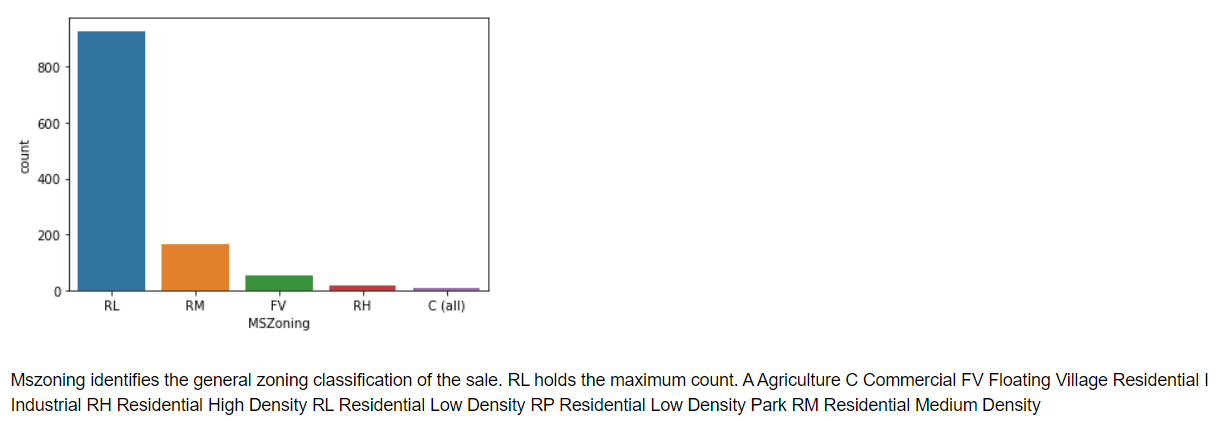 800
600
400
200
0
count
RL RM FV RH C (all)
MSZoning
Mszoning identifies the general zoning classification of the sale. RL holds the maximum count. A Agriculture C Commercial FV Floating Village Residential I
Industrial RH Residential High Density RL Residential Low Density RP Residential Low Density Park RM Residential Medium Density